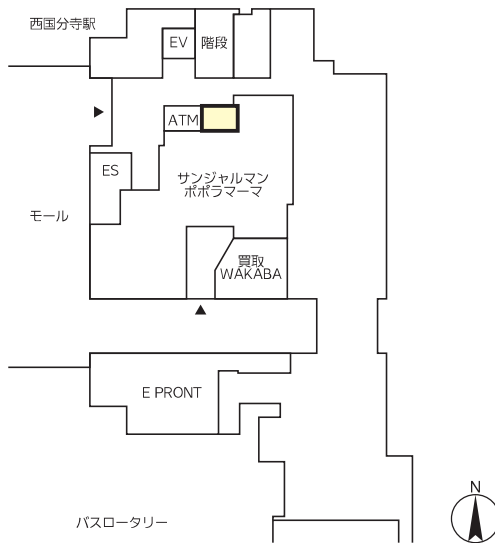 西国分寺駅
EV
階段
ATM
ES
サンジャルマン
ポポラマーマ
モール
買取
WAKABA
E PRONT
バスロータリー
N